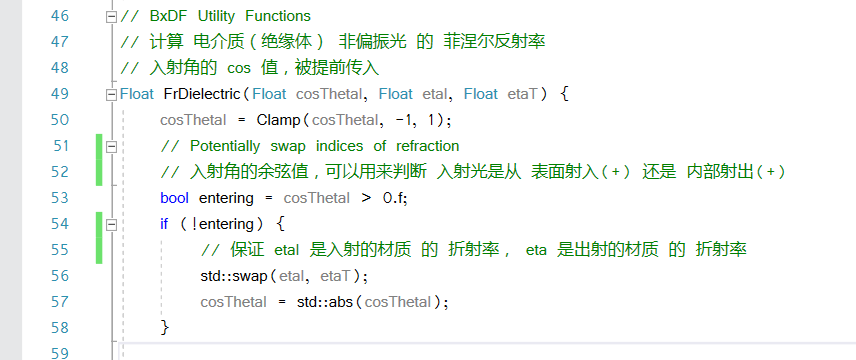 46 // BxDF Utility Functions
47 // 计算 电介质(绝缘体) 非偏振光 的 菲涅尔反射率
48 // 入射角的 cos 值,被提前传入
49 Float FrDielectric(Float cosThetaI, Float etaI, Float etaT) {
50 cosThetaI = Clamp(cosThetaI, -1, 1);
51 // Potentially swap indices of refraction
52 // 入射角的余弦值,可以用来判断 入射光是从 表面射入(+) 还是 内部射出(+)
53 bool entering = cosThetaI > 0.f;
54 if (!entering) {
55 // 保证 etaI 是入射的材质 的 折射率, eta 是出射的材质 的 折射率
56 std::swap(etaI, etaT);
57 cosThetaI = std::abs(cosThetaI);
58 }
59